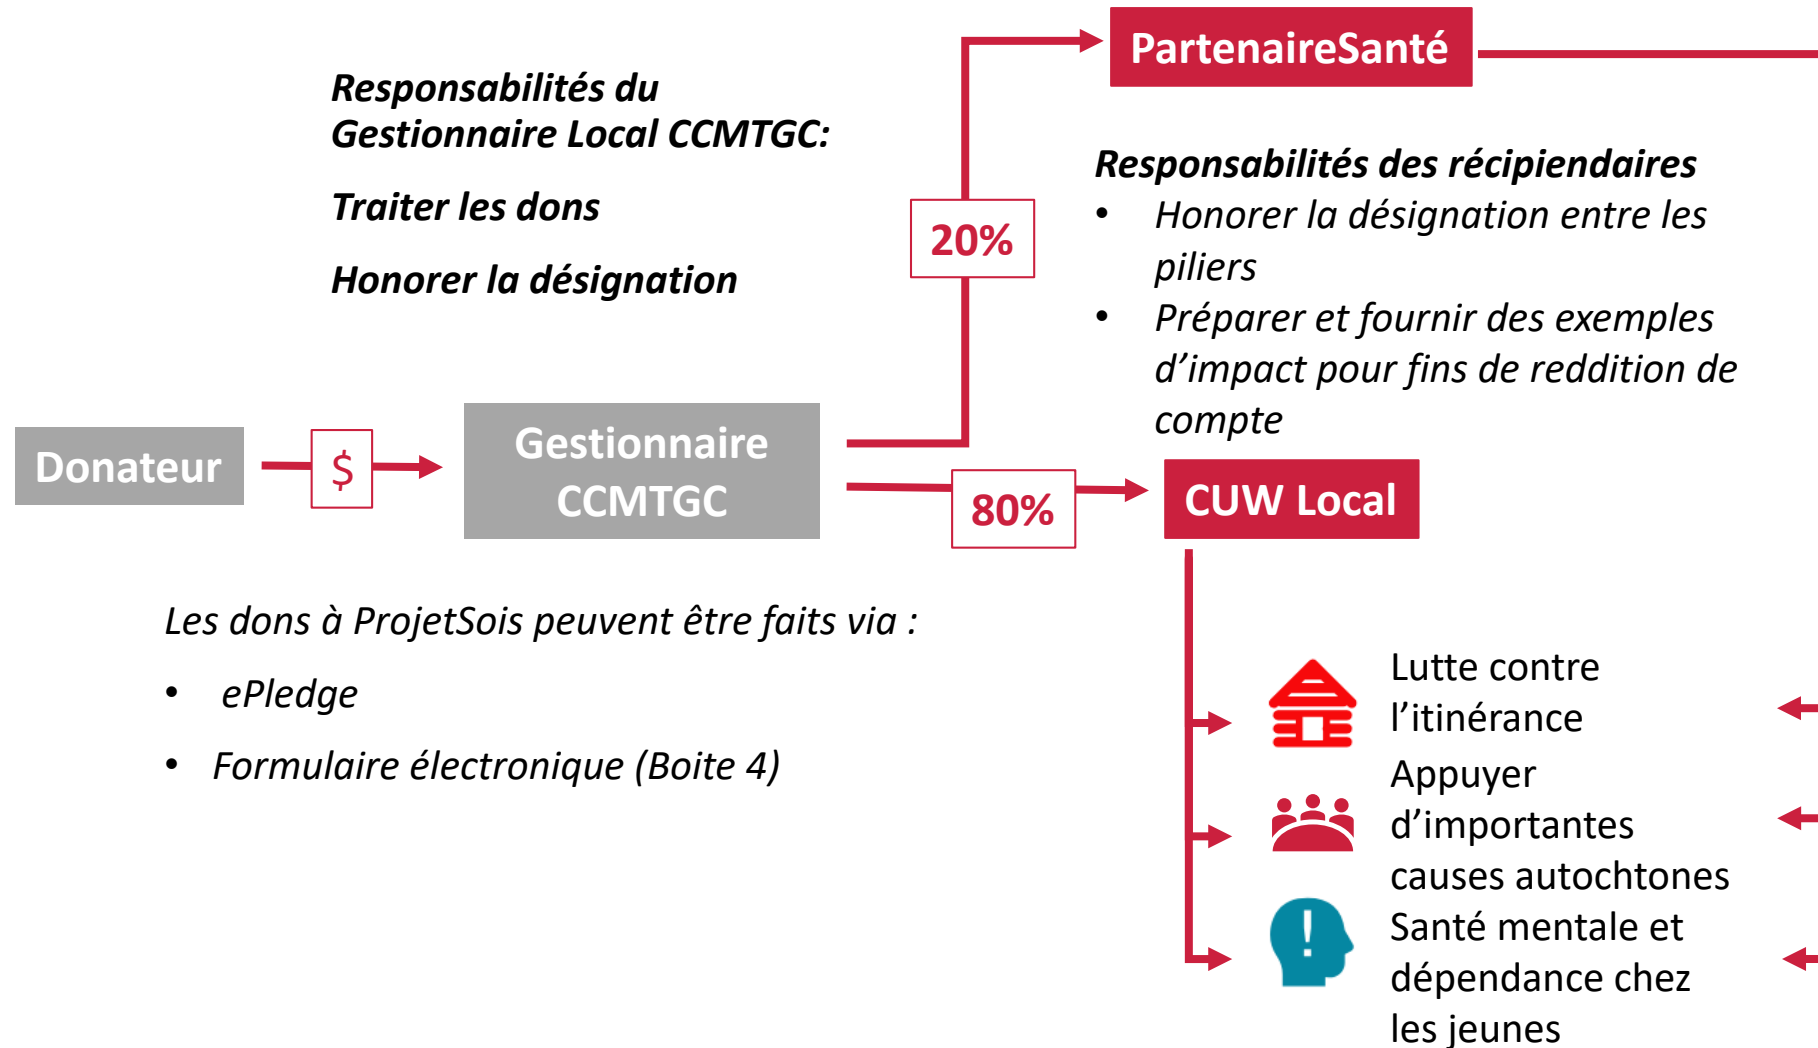 PartenaireSanté
Responsabilités du
Gestionnaire Local CCMTGC:
Traiter les dons
Honorer la désignation
20%
Responsabilités des récipiendaires
• Honorer la désignation entre les
piliers
• Préparer et fournir des exemples
d’impact pour fins de reddition de
compte
Donateur
$
Gestionnaire
CCMTGC
80%
CUW Local
Les dons à ProjetSois peuvent être faits via :
• ePledge
• Formulaire électronique (Boite 4)
Lutte contre
l’itinérance
Appuyer
d’importantes
causes autochtones
!
Santé mentale et
dépendance chez
les jeunes